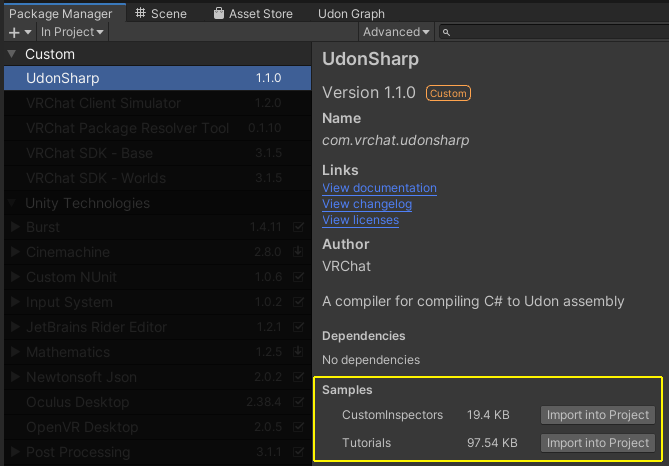 Package Manager Scene Asset Store Udon Graph
+ In Project Advanced
Custom
UdonSharp 1.1.0
VRChat Client Simulator 1.2.0
VRChat Package Resolver Tool 0.1.10
VRChat SDK - Base 3.1.5
VRChat SDK - Worlds 3.1.5
Unity Technologies
Burst 1.4.11
Cinemachine 2.8.0
Custom NUnit 1.0.6
Input System 1.0.2
JetBrains Rider Editor 1.2.1
Mathematics 1.2.5
Newtonsoft Json 2.0.2
Oculus Desktop 2.38.4
OpenVR Desktop 2.0.5
Post Processing 3.1.1
UdonSharp
Version 1.1.0 Custom
Name
com.vrchat.udonsharp
Links
View documentation
View changelog
View licenses
Author
VRChat
A compiler for compiling C# to Udon assembly
Dependencies
No dependencies
Samples
CustomInspectors 19.4 KB Import into Project
Tutorials 97.54 KB Import into Project